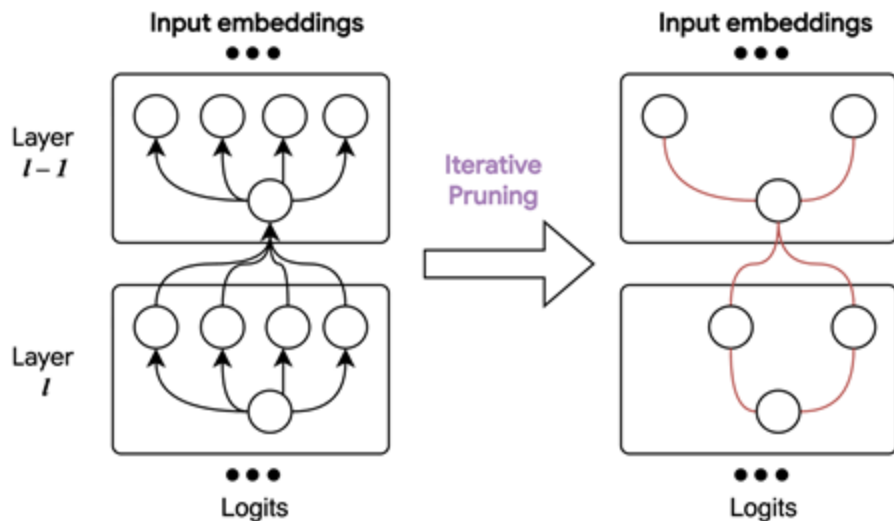 Input embeddings
Input embeddings
Layer
l – 1
Iterative
Pruning
Layer
l
Logits
Logits